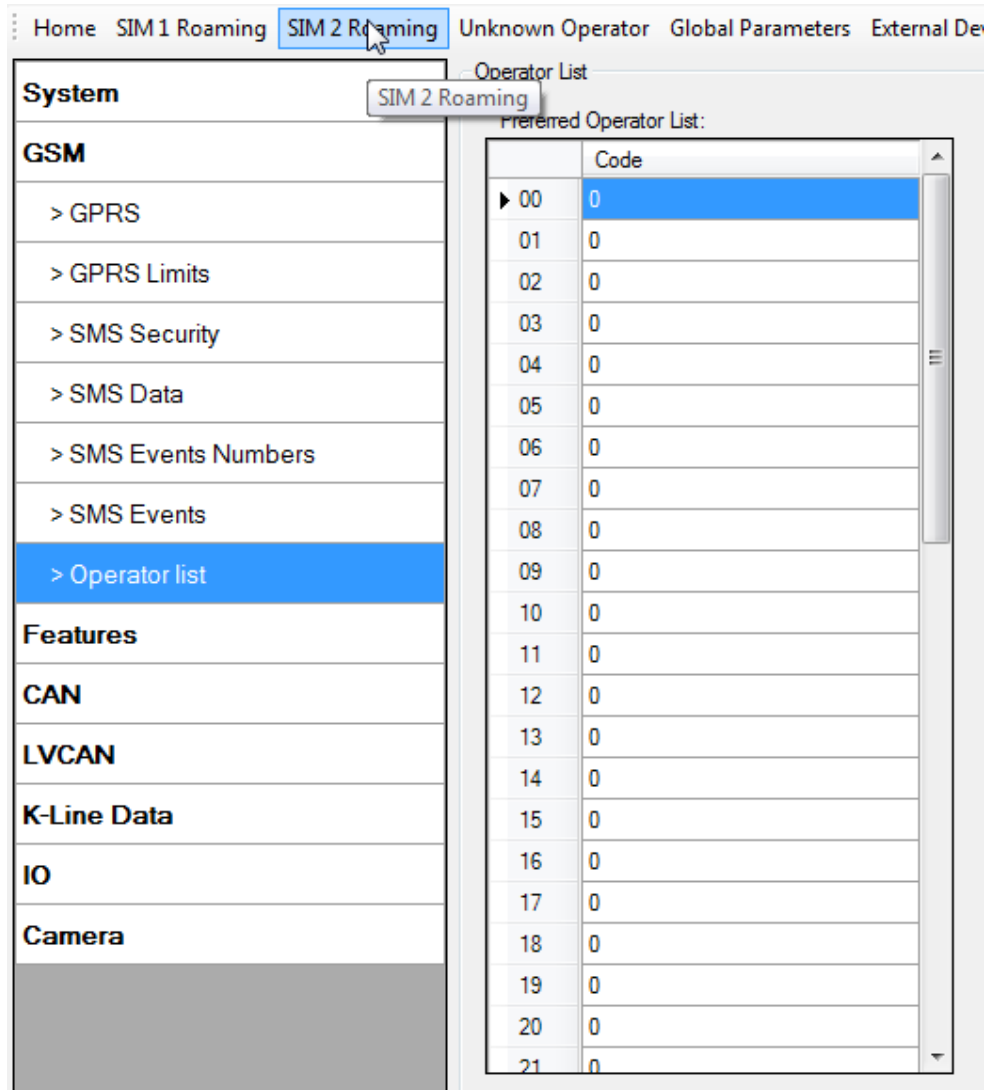 Home SIM 1 Roaming SIM 2 Roaming Unknown Operator Global Parameters External De
System
GSM
> GPRS
> GPRS Limits
> SMS Security
> SMS Data
> SMS Events Numbers
> SMS Events
> Operator list
Features
CAN
LVCAN
K-Line Data
IO
Camera
SIM 2 Roaming
Operator List
Preferred Operator List:
Code
00 0
01 0
02 0
03 0
04 0
05 0
06 0
07 0
08 0
09 0
10 0
11 0
12 0
13 0
14 0
15 0
16 0
17 0
18 0
19 0
20 0
21 0